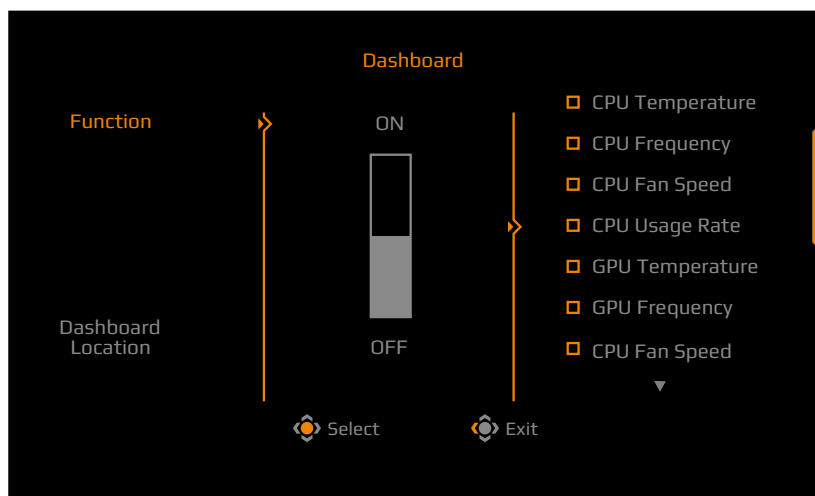 Dashboard
Function
ON
OFF
Dashboard
Location
CPU Temperature
CPU Frequency
CPU Fan Speed
CPU Usage Rate
GPU Temperature
GPU Frequency
CPU Fan Speed
Select
Exit